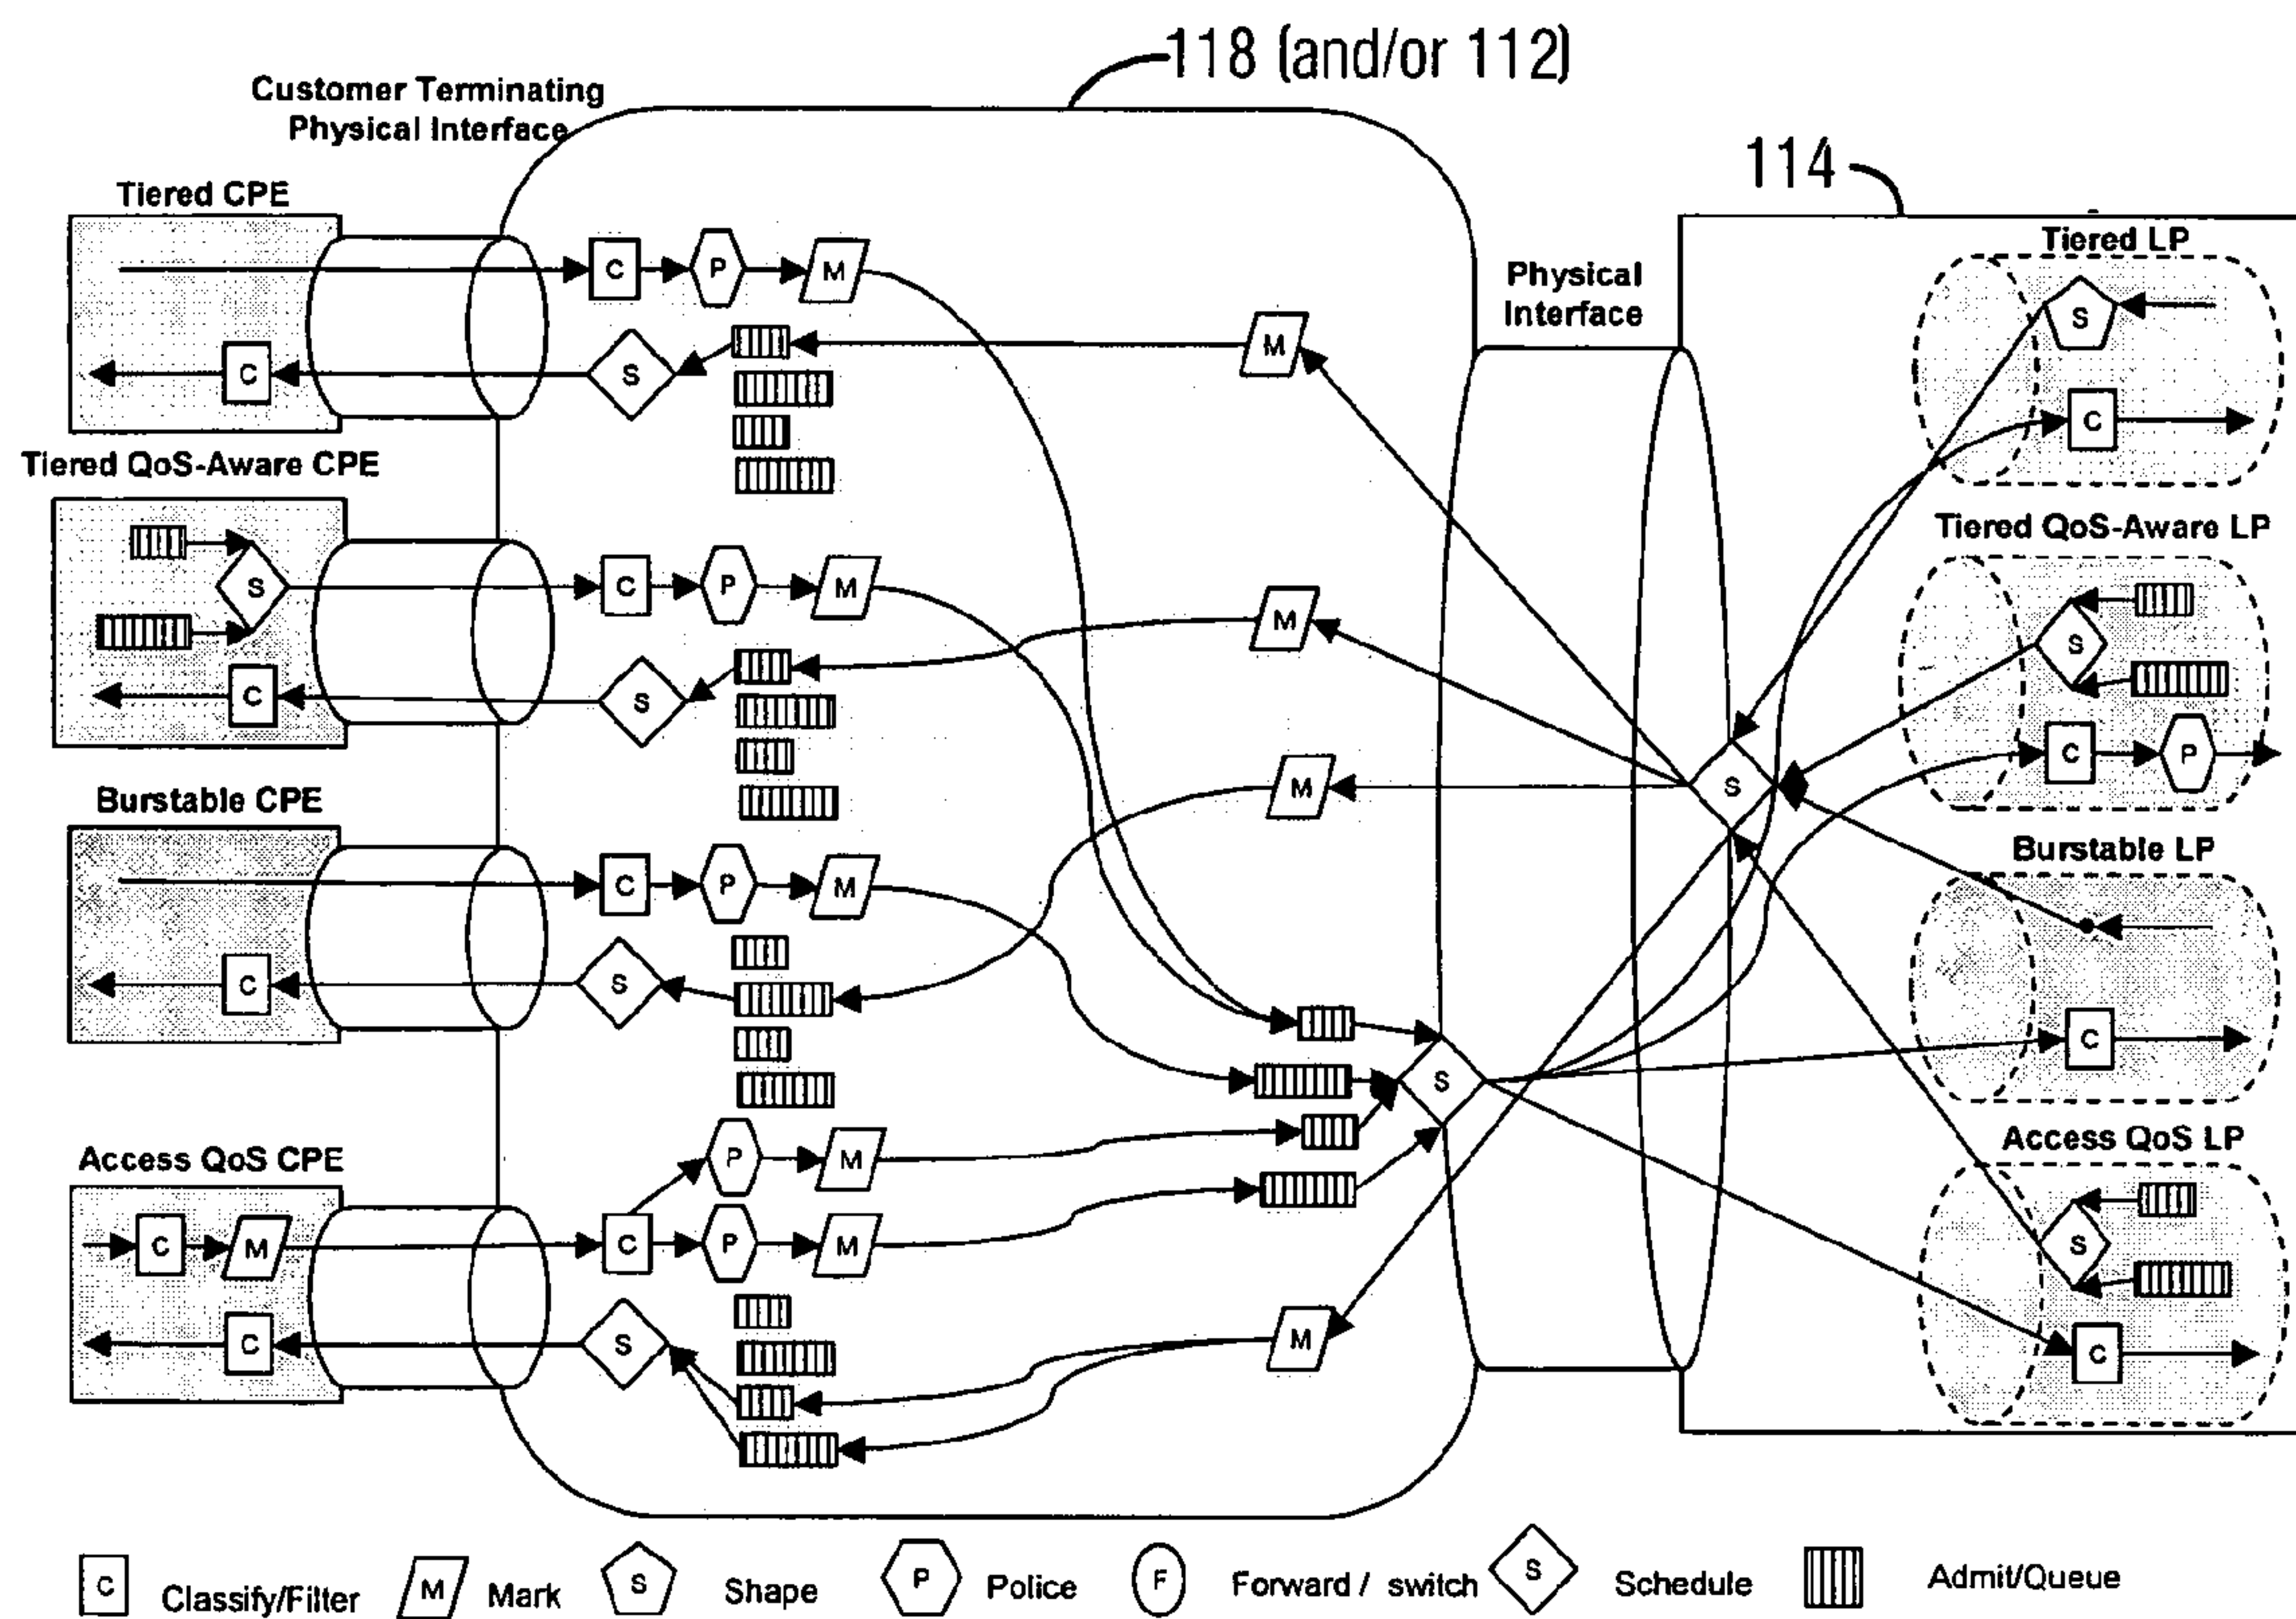 118 (and/or 112)
Customer Terminating
Physical Interface
114
Tiered CPE
Tiered LP
C P M
Physical
Interface
S
M
S
C
C
Tiered QoS-Aware CPE
Tiered QoS-Aware LP
S
C P M
M
S
C
S
C P
S
M
Burstable CPE
Burstable LP
C P M
C
S
C
S
Access QoS CPE
Access QoS LP
P M
C M
C P M
S
C
S
M
C
C Classify/Filter
M Mark
S Shape
P Police
F Forward / switch
S Schedule
Admit/Queue